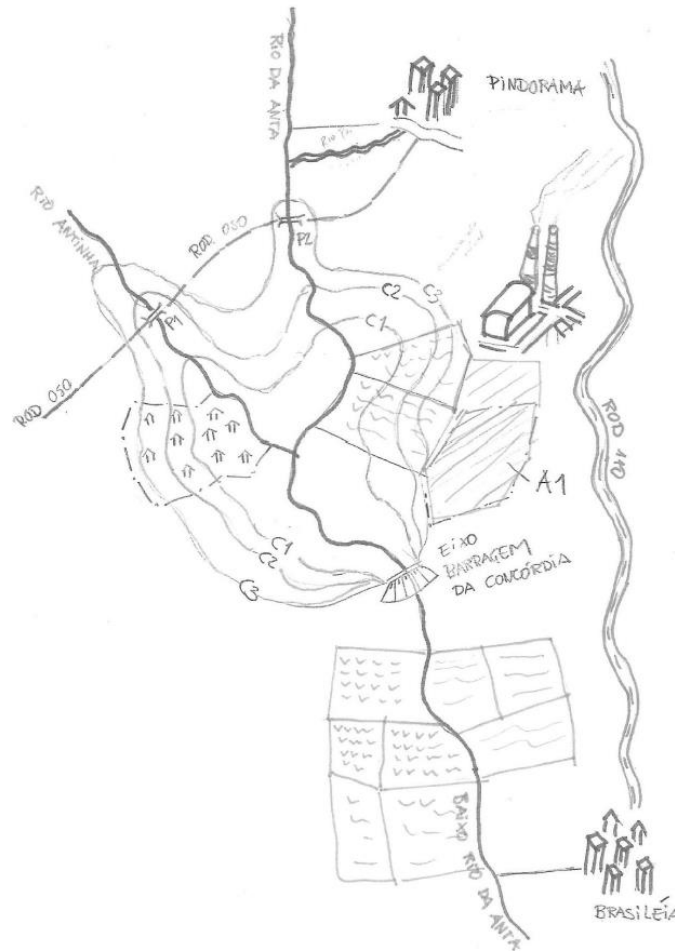 RIO DA ANTA
PINDORAMA
RIO ANTINHA
ROD 050
P2
P1
C2
C3
C1
ROD 050
ROD 110
A1
EIXO
BARRAGEM
DA CONCÓRDIA
C1
C2
C3
BAIXO RIO DA ANTA
BRASILÉIA